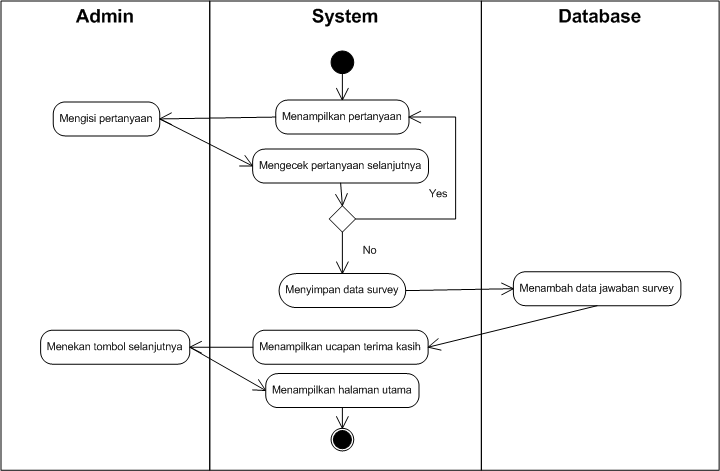 Admin
System
Database
Menampilkan pertanyaan
Mengisi pertanyaan
Mengecek pertanyaan selanjutnya
Yes
No
Menyimpan data survey
Menambah data jawaban survey
Menampilkan ucapan terima kasih
Menekan tombol selanjutnya
Menampilkan halaman utama